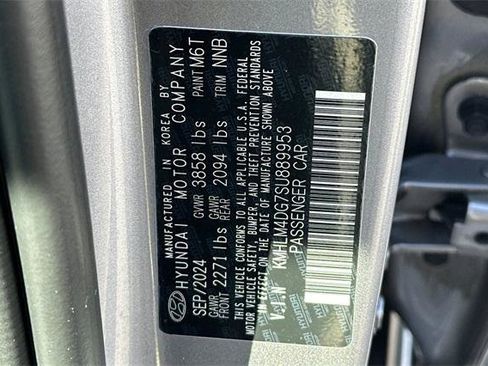 MANUFACTURED IN KOREA BY
HYUNDAI MOTOR COMPANY
SEP/2024 GVWR 3858 lbs PAINT M6T
GAWR FRONT 2271 lbs GAWR REAR 2094 lbs TRIM NNB
THIS VEHICLE CONFORMS TO ALL APPLICABLE U.S.A. FEDERAL
MOTOR VEHICLE SAFETY, BUMPER, AND THEFT PREVENTION STANDARDS
IN EFFECT ON THE DATE OF MANUFACTURE SHOWN ABOVE
V.I.N KMHLM4DG7SU889953
PASSENGER CAR